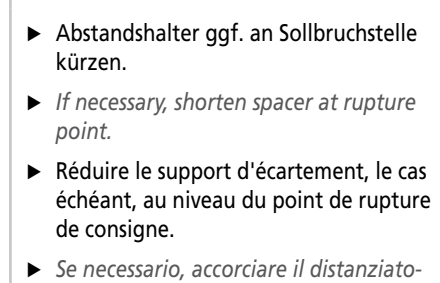 ► Abstandshalter ggf. an Sollbruchstelle
kürzen.
► If necessary, shorten spacer at rupture
point.
► Réduire le support d'écartement, le cas
échéant, au niveau du point de rupture
de consigne.
► Se necessario, accorciare il distanziato-